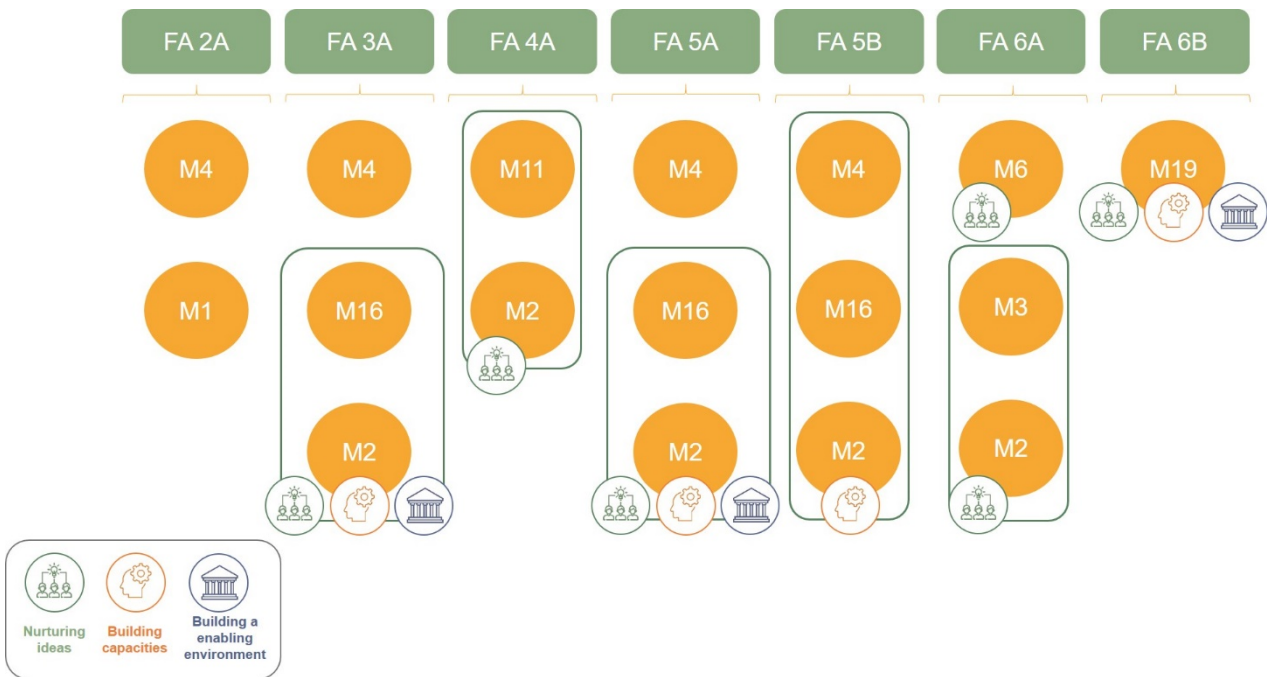 FA 2A
FA 3A
FA 4A
FA 5A
FA 5B
FA 6A
FA 6B
M4
M4
M11
M4
M4
M6
M19
M1
M16
M2
M16
M16
M3
M2
M2
M2
M2
Nurturing
ideas
Building
capacities
Building a
enabling
environment